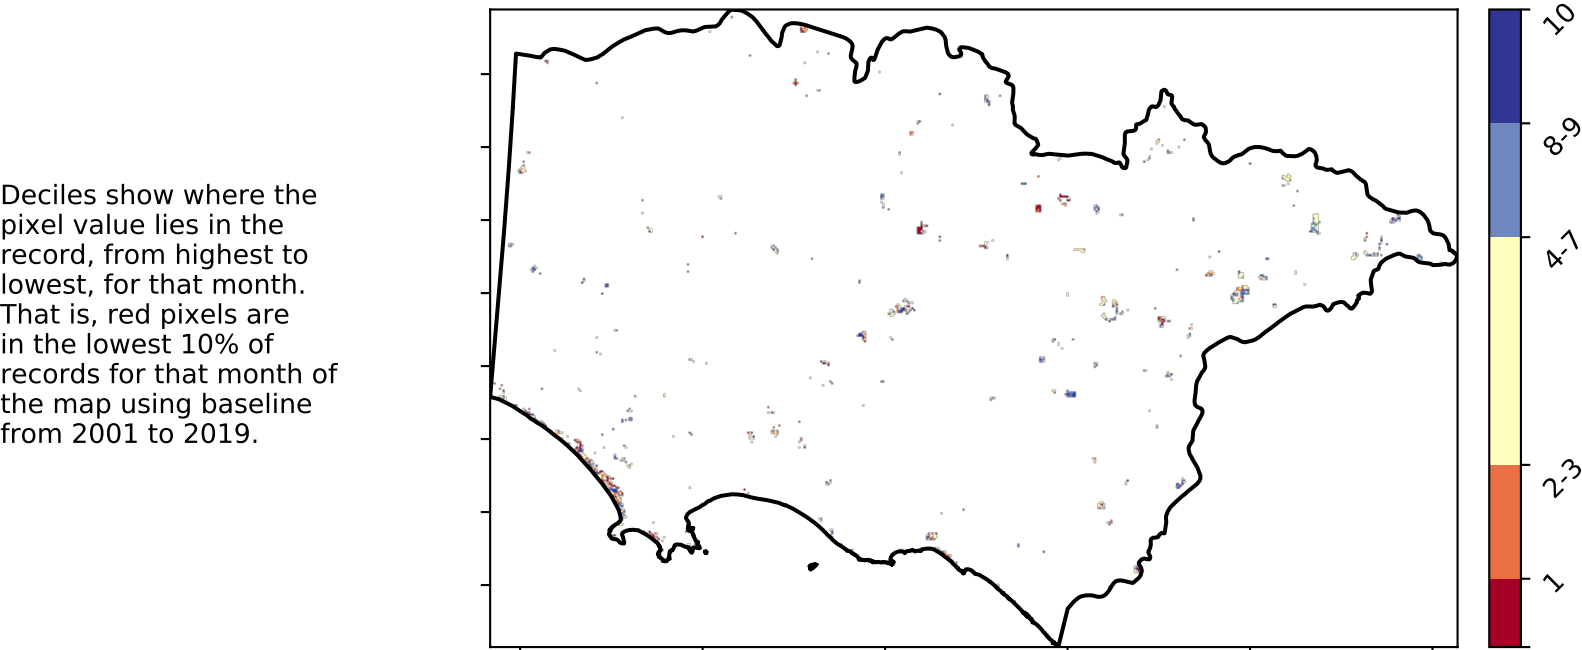 Deciles show where the
pixel value lies in the
record, from highest to
lowest, for that month.
That is, red pixels are
in the lowest 10% of
records for that month of
the map using baseline
from 2001 to 2019.
10
8-9
4-7
2-3
1